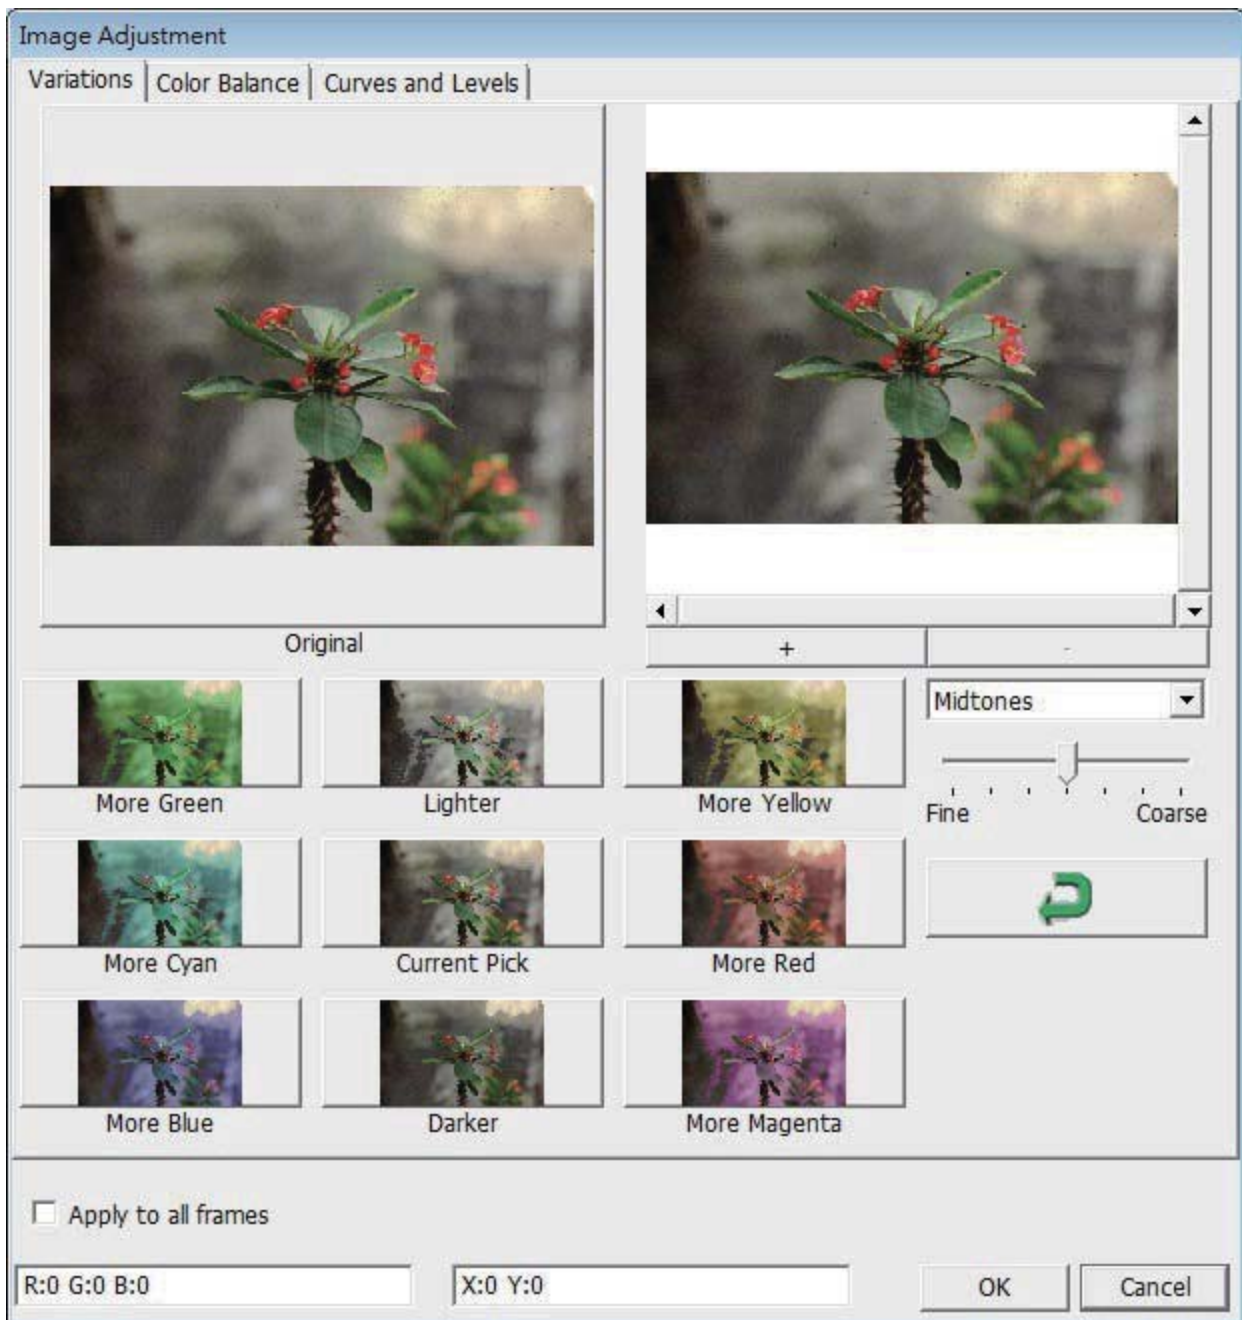 Image Adjustment
Variations Color Balance Curves and Levels
Original
+ -
Midtones
Fine Coarse
More Green Lighter More Yellow
More Cyan Current Pick More Red
More Blue Darker More Magenta
Apply to all frames
R:0 G:0 B:0 X:0 Y:0 OK Cancel